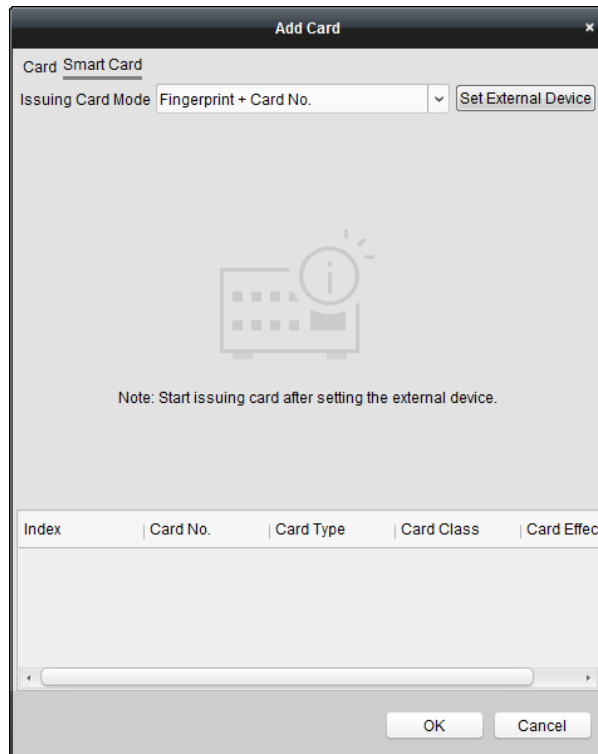 Add Card
Card Smart Card
Issuing Card Mode Fingerprint + Card No. Set External Device
Note: Start issuing card after setting the external device.
Index Card No. Card Type Card Class Card Effec
OK Cancel